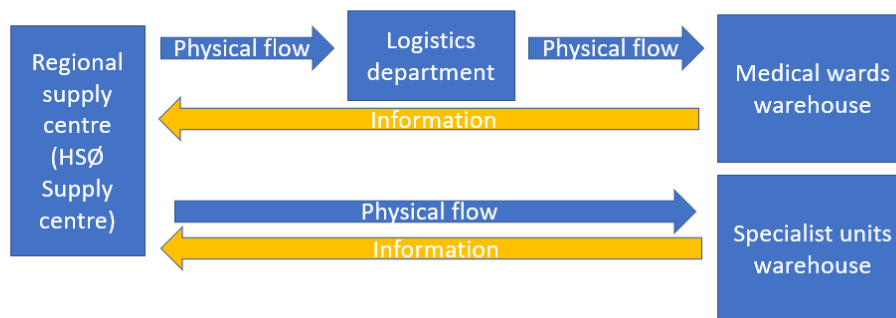 Regional
supply
centre
(HSØ
Supply
centre)
Physical flow
Logistics
department
Physical flow
Medical wards
warehouse
Information
Physical flow
Information
Specialist units
warehouse